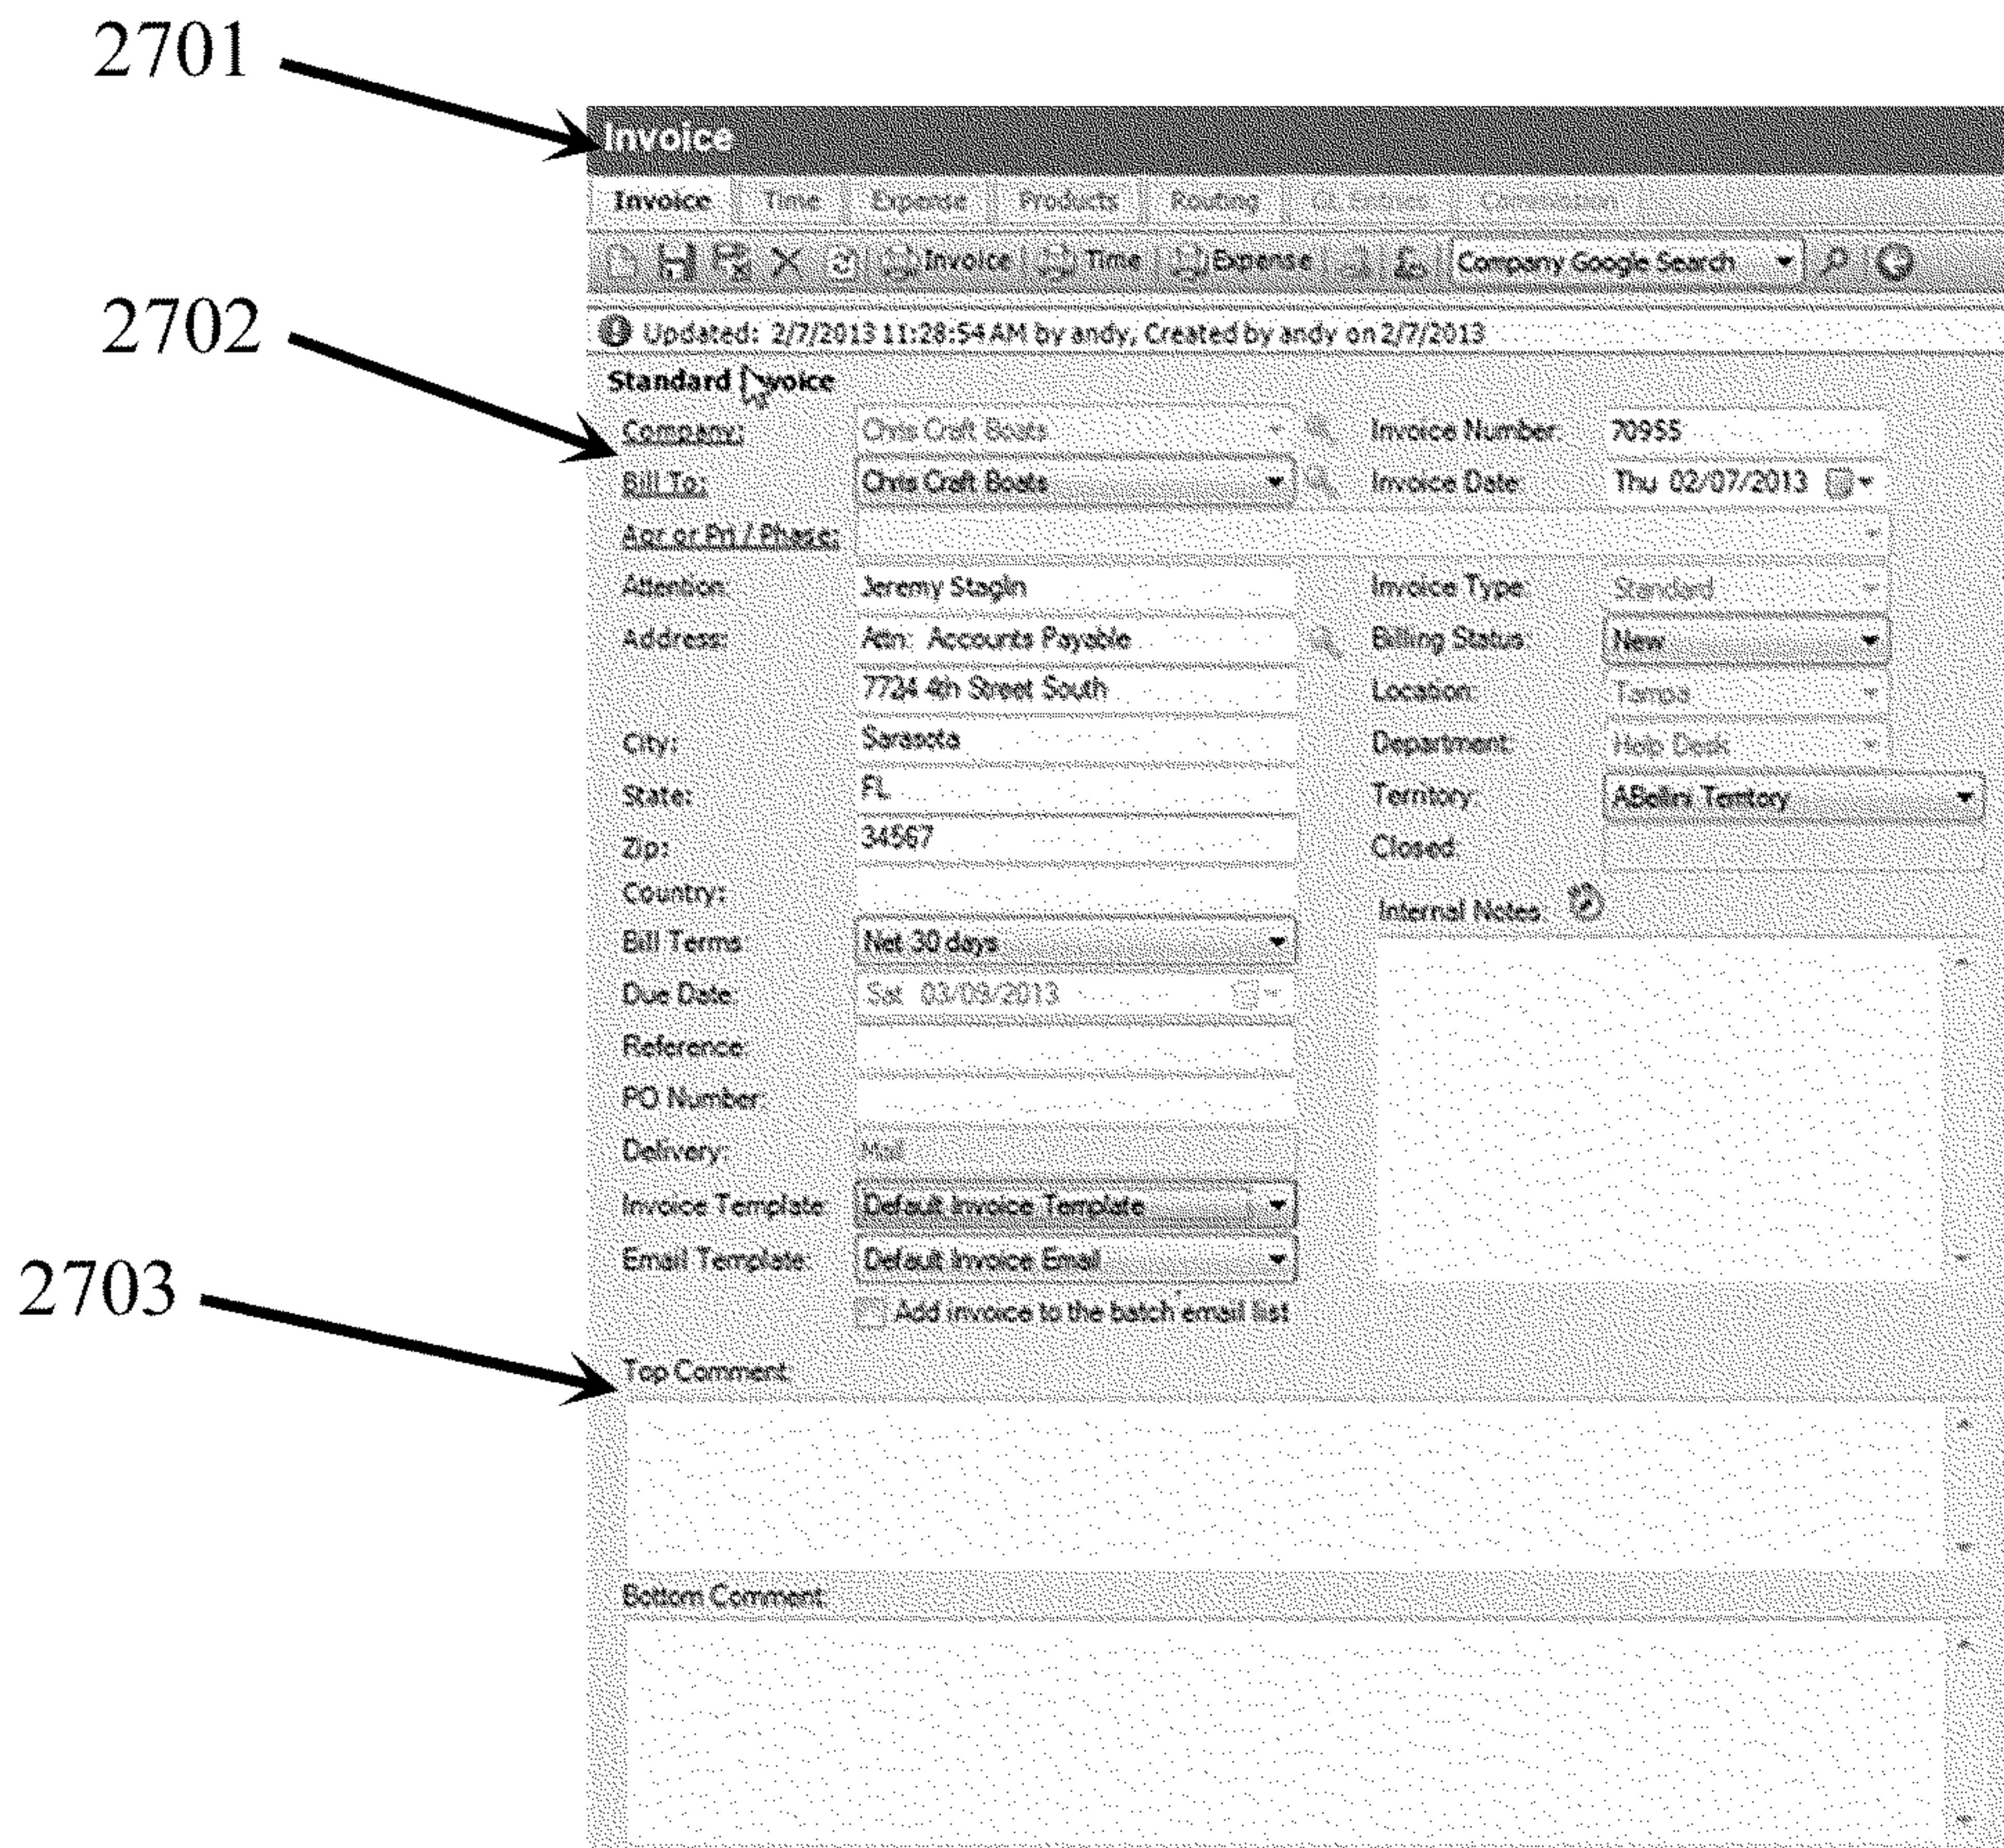 2701
Invoice
Invoice Time Expense Products Routing GL Entries
Invoice Time Expense Company Google Search
2702
Updated: 2/7/2013 11:28:54 AM by andy, Created by andy on 2/7/2013
Standard Invoice
Company: Chris Craft Boats Invoice Number: 70955
Bill To: Chris Craft Boats Invoice Date: Thu 02/07/2013
Agr or Prj / Phase:
Attention: Jeremy Staglin Invoice Type: Standard
Address: Attn: Accounts Payable Billing Status: New
7724 4th Street South Location: Tampa
City: Sarasota Department: Help Desk
State: FL Territory: ABellini Territory
Zip: 34567 Closed:
Country: Internal Notes:
Bill Terms Net 30 days
Due Date: Sat 03/09/2013
Reference:
PO Number:
Delivery: Mail
Invoice Template: Default Invoice Template
Email Template: Default Invoice Email
2703
Add invoice to the batch email list
Top Comment:
Bottom Comment: